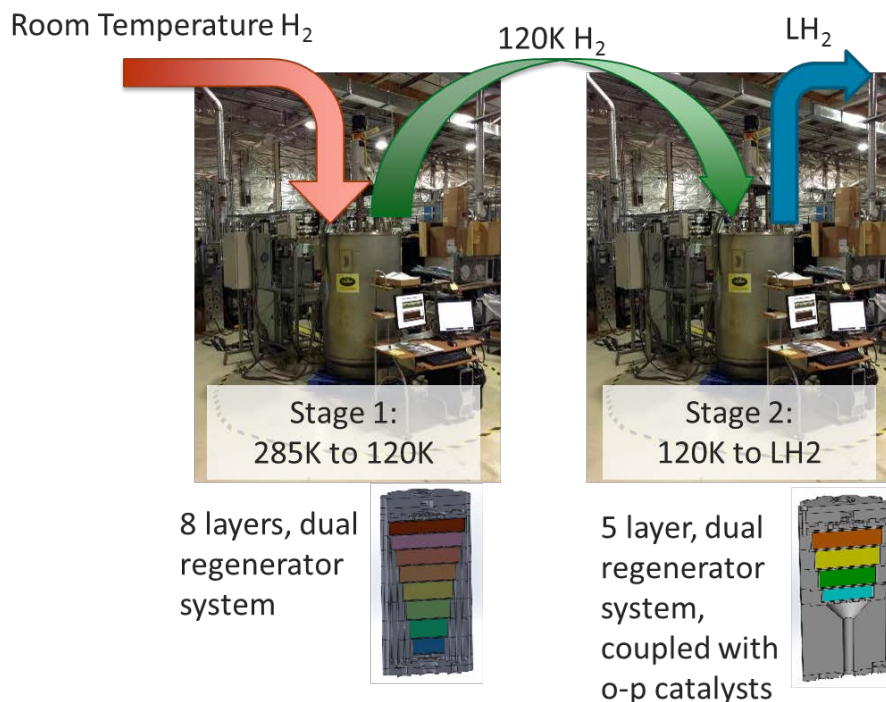 Room Temperature H₂
120K H₂
LH₂
Stage 1:
285K to 120K
Stage 2:
120K to LH2
8 layers, dual
regenerator
system
5 layer, dual
regenerator
system,
coupled with
o-p catalysts